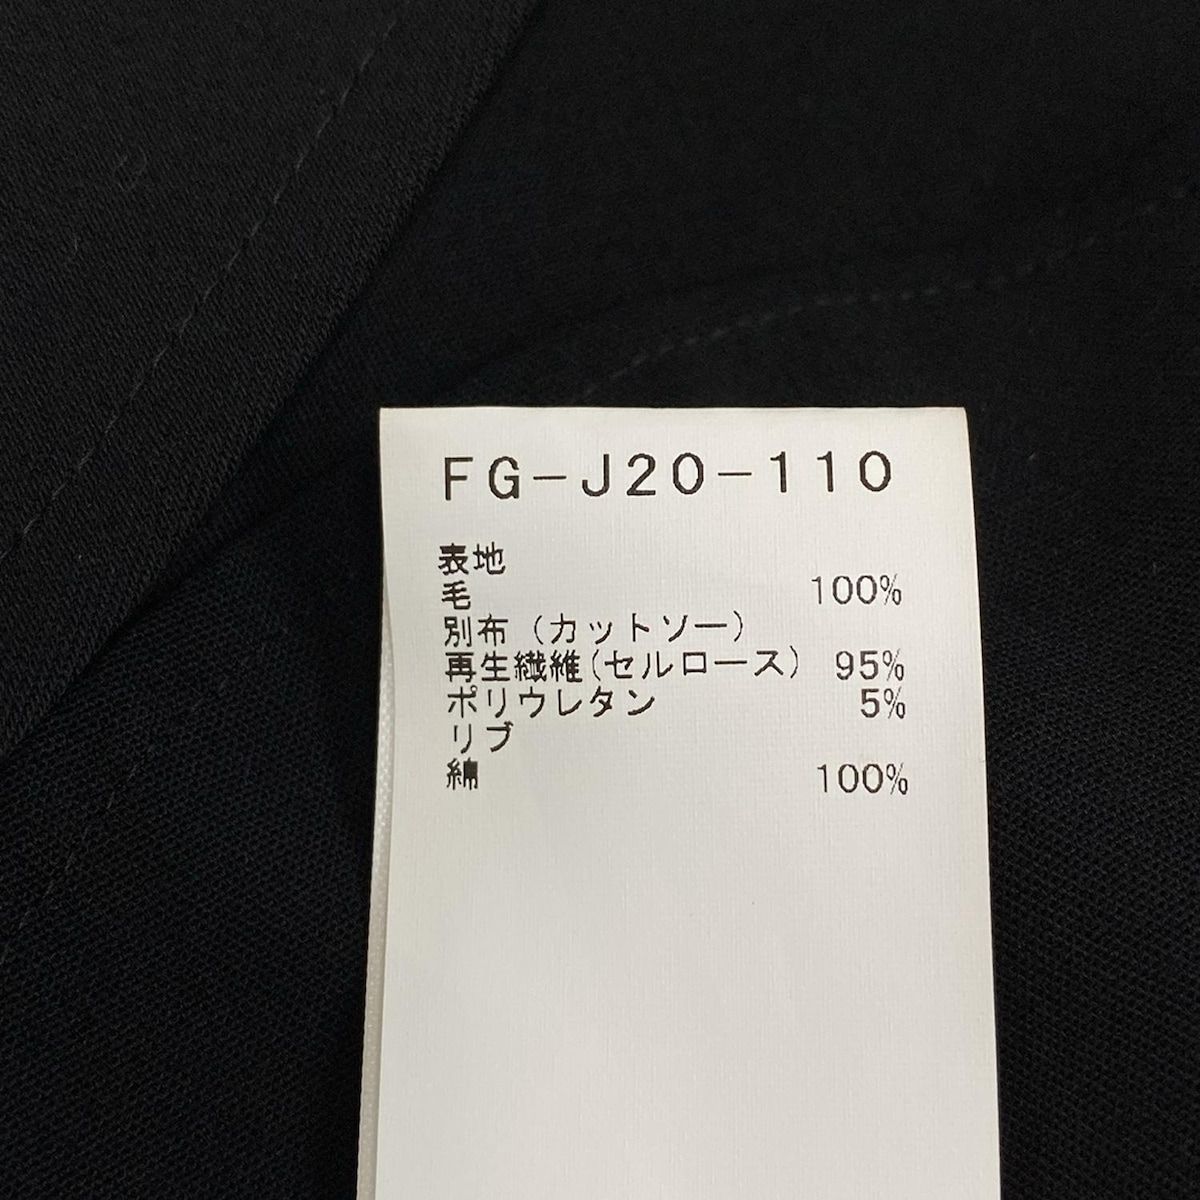 FG-J20-110
表地
毛 100%
別布(カットソー)
再生繊維(セルロース) 95%
ポリウレタン 5%
リブ
綿 100%